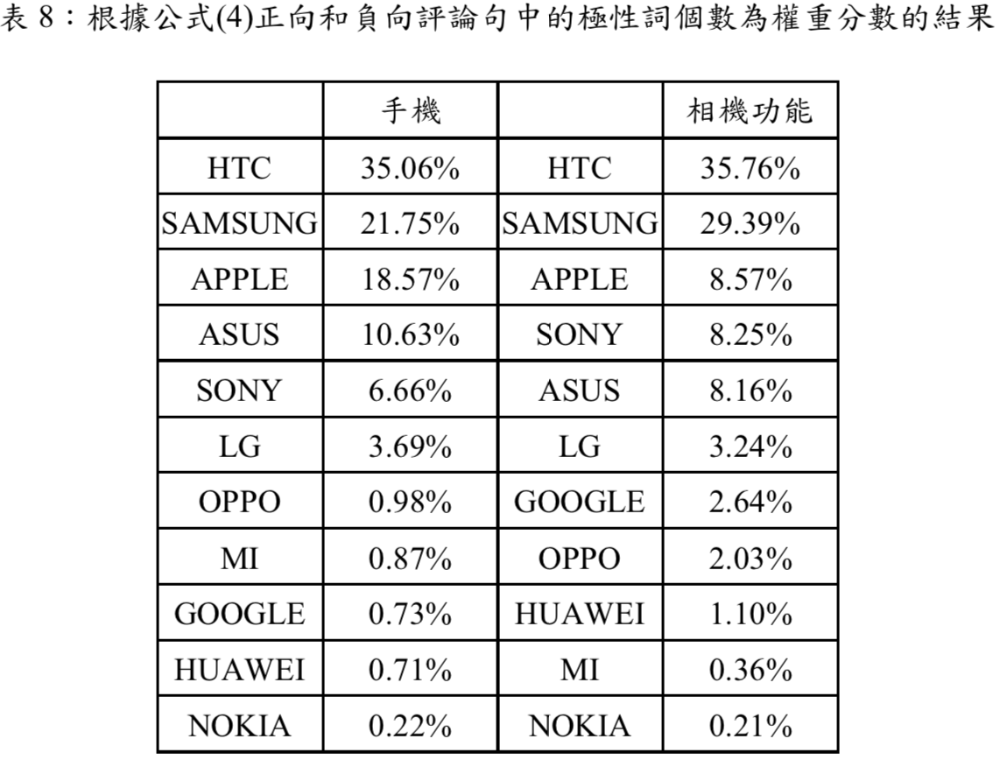 表 8：根據公式(4)正向和負向評論句中的極性詞個數為權重分數的結果
手機 相機功能
HTC 35.06% HTC 35.76%
SAMSUNG 21.75% SAMSUNG 29.39%
APPLE 18.57% APPLE 8.57%
ASUS 10.63% SONY 8.25%
SONY 6.66% ASUS 8.16%
LG 3.69% LG 3.24%
OPPO 0.98% GOOGLE 2.64%
MI 0.87% OPPO 2.03%
GOOGLE 0.73% HUAWEI 1.10%
HUAWEI 0.71% MI 0.36%
NOKIA 0.22% NOKIA 0.21%